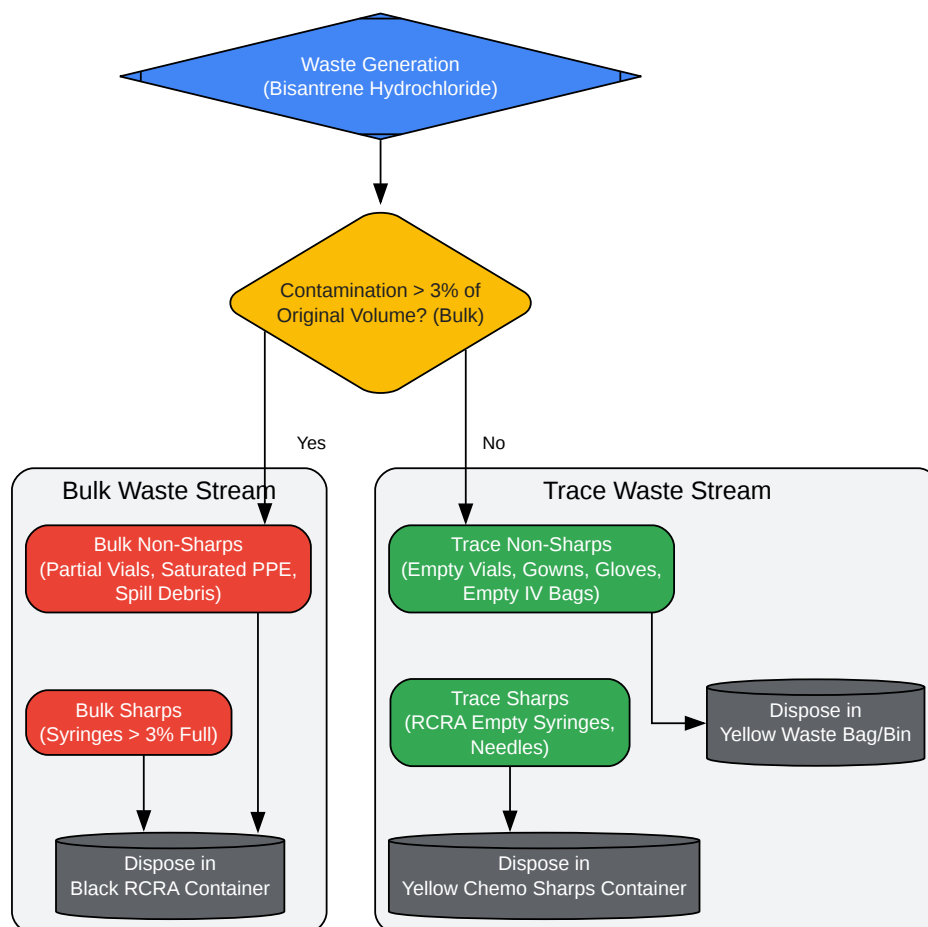 Waste Generation
(Bisantrene Hydrochloride)
Contamination > 3% of
Original Volume? (Bulk)
Yes
No
Bulk Waste Stream
Bulk Non-Sharps
(Partial Vials, Saturated PPE,
Spill Debris)
Bulk Sharps
(Syringes > 3% Full)
Dispose in
Black RCRA Container
Trace Waste Stream
Trace Non-Sharps
(Empty Vials, Gowns, Gloves,
Empty IV Bags)
Trace Sharps
(RCRA Empty Syringes,
Needles)
Dispose in
Yellow Waste Bag/Bin
Dispose in
Yellow Chemo Sharps Container